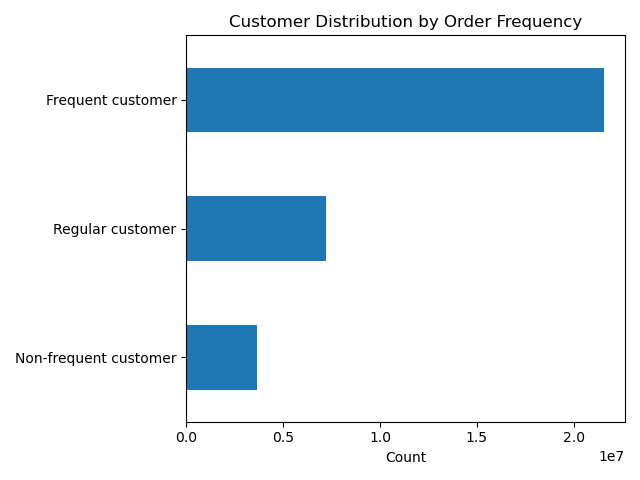 Customer Distribution by Order Frequency
Frequent customer
Regular customer
Non-frequent customer
0.0 0.5 1.0 1.5 2.0
1e7
Count